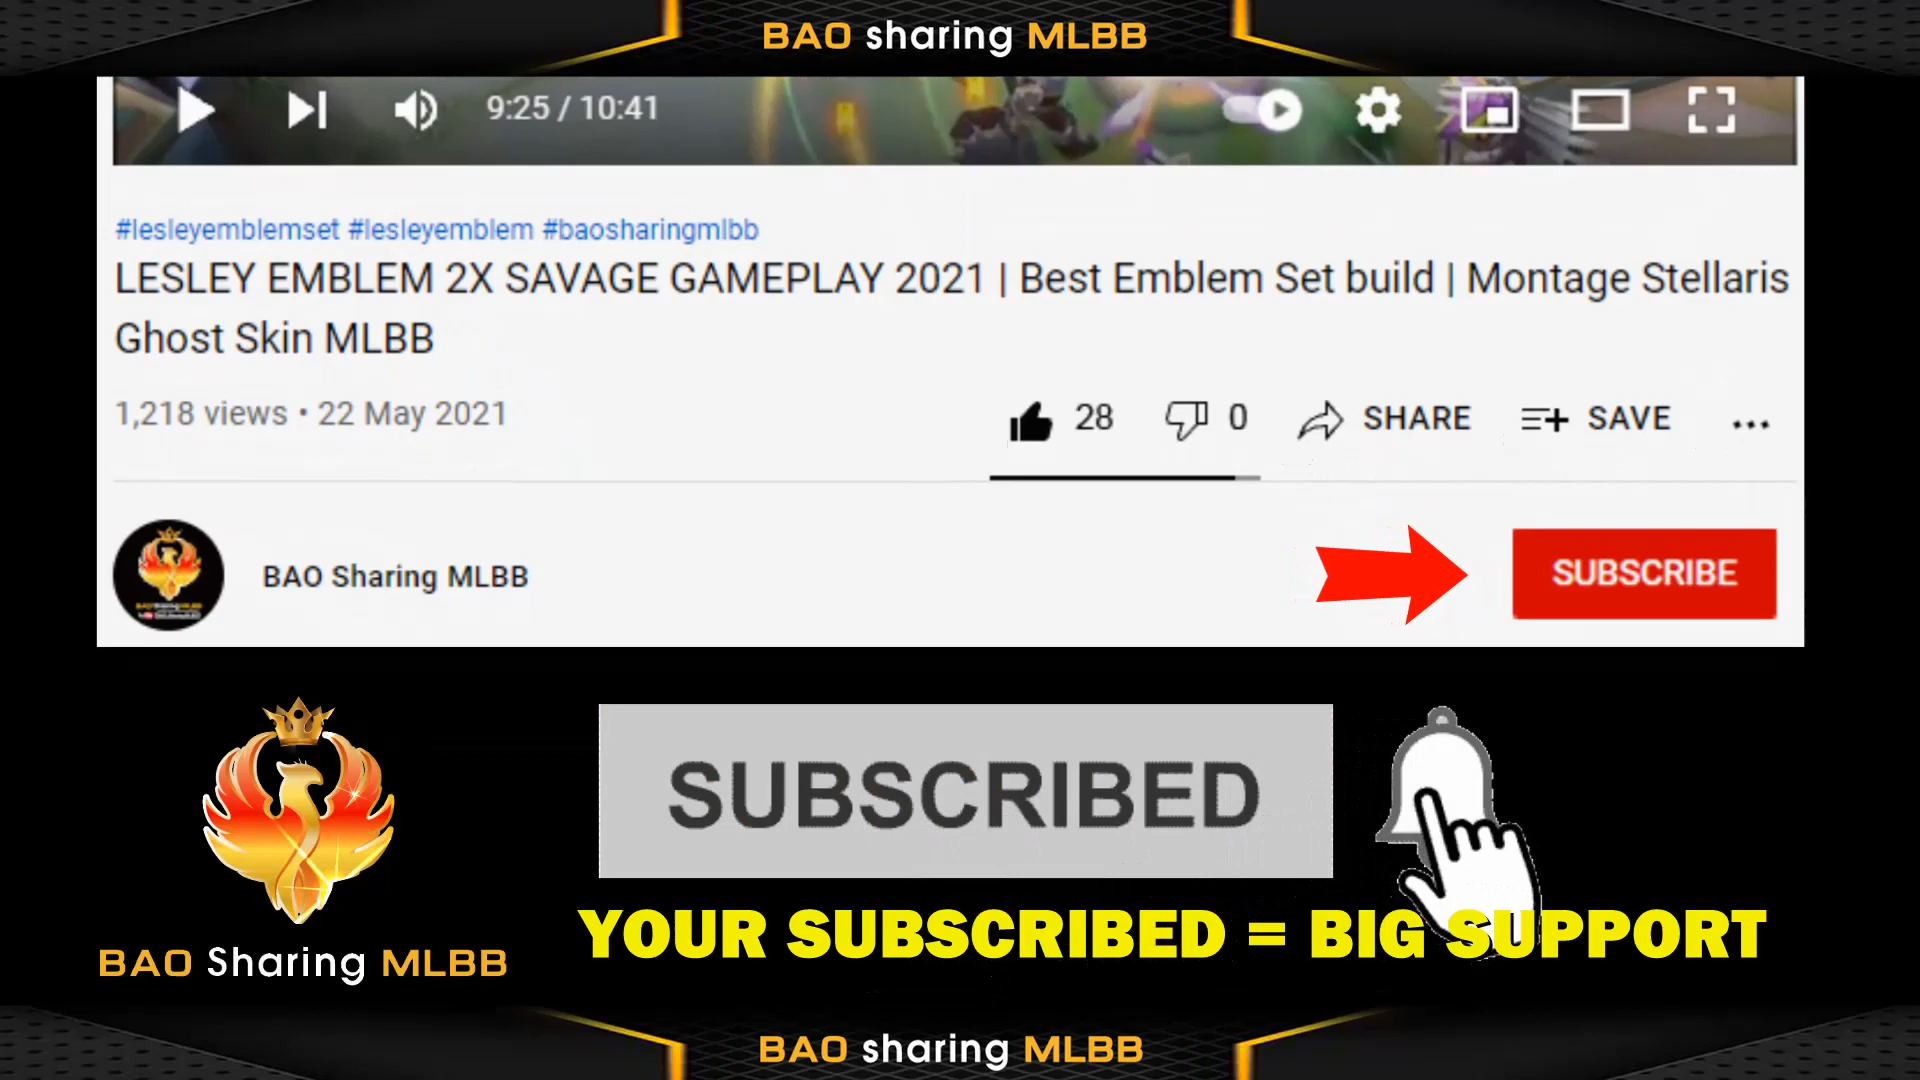 BAO sharing MLBB
9:25 / 10:41
#lesleyemblemset #lesleyemblem #baosharingmlbb
LESLEY EMBLEM 2X SAVAGE GAMEPLAY 2021 | Best Emblem Set build | Montage Stellaris
Ghost Skin MLBB
1,218 views • 22 May 2021
28 0 SHARE SAVE ...
BAO Sharing MLBB
SUBSCRIBE
SUBSCRIBED
YOUR SUBSCRIBED = BIG SUPPORT
BAO Sharing MLBB
BAO sharing MLBB